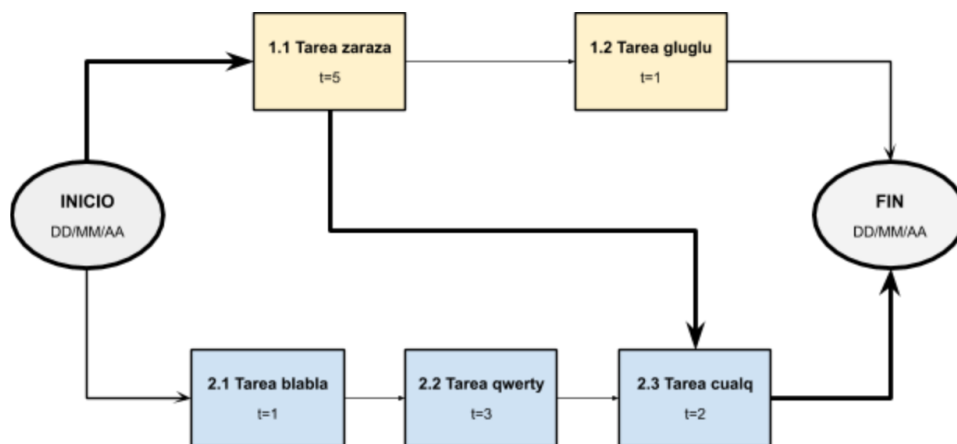 1.1 Tarea zaraza
t=5
1.2 Tarea gluglu
t=1
INICIO
DD/MM/AA
FIN
DD/MM/AA
2.1 Tarea blabla
t=1
2.2 Tarea qwerty
t=3
2.3 Tarea cualq
t=2